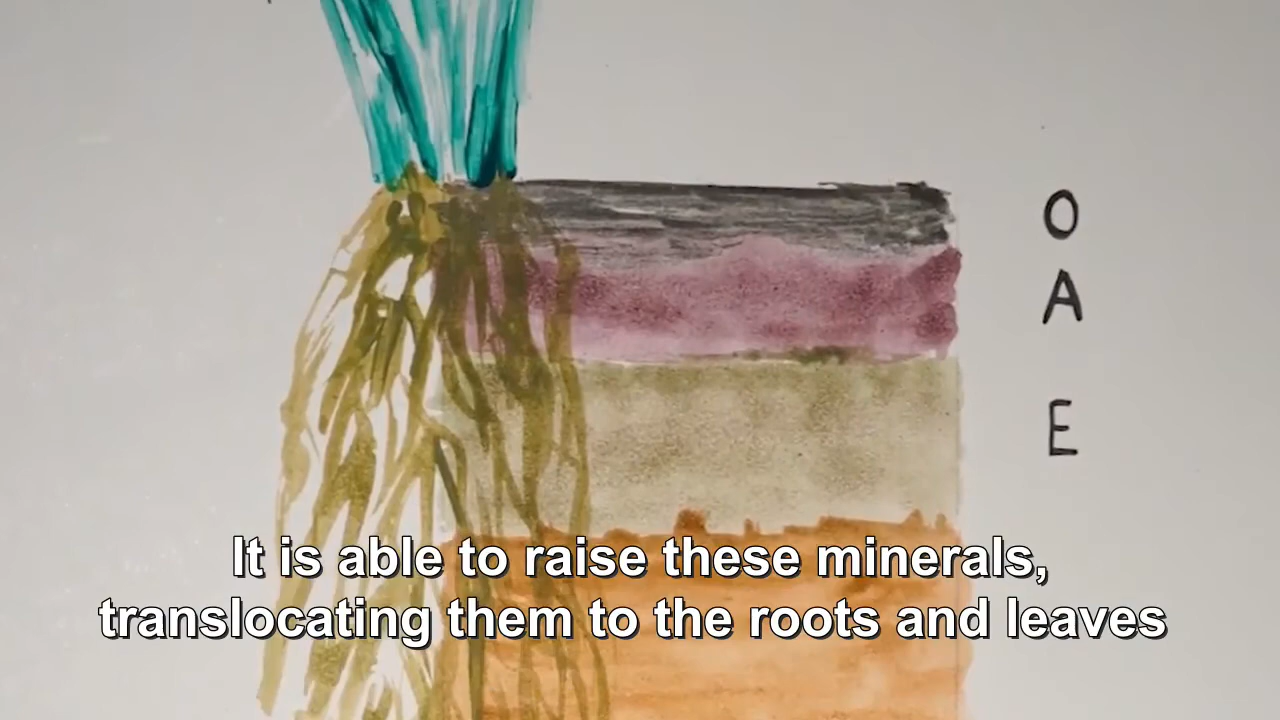 O
A
E
It is able to raise these minerals,
translocating them to the roots and leaves